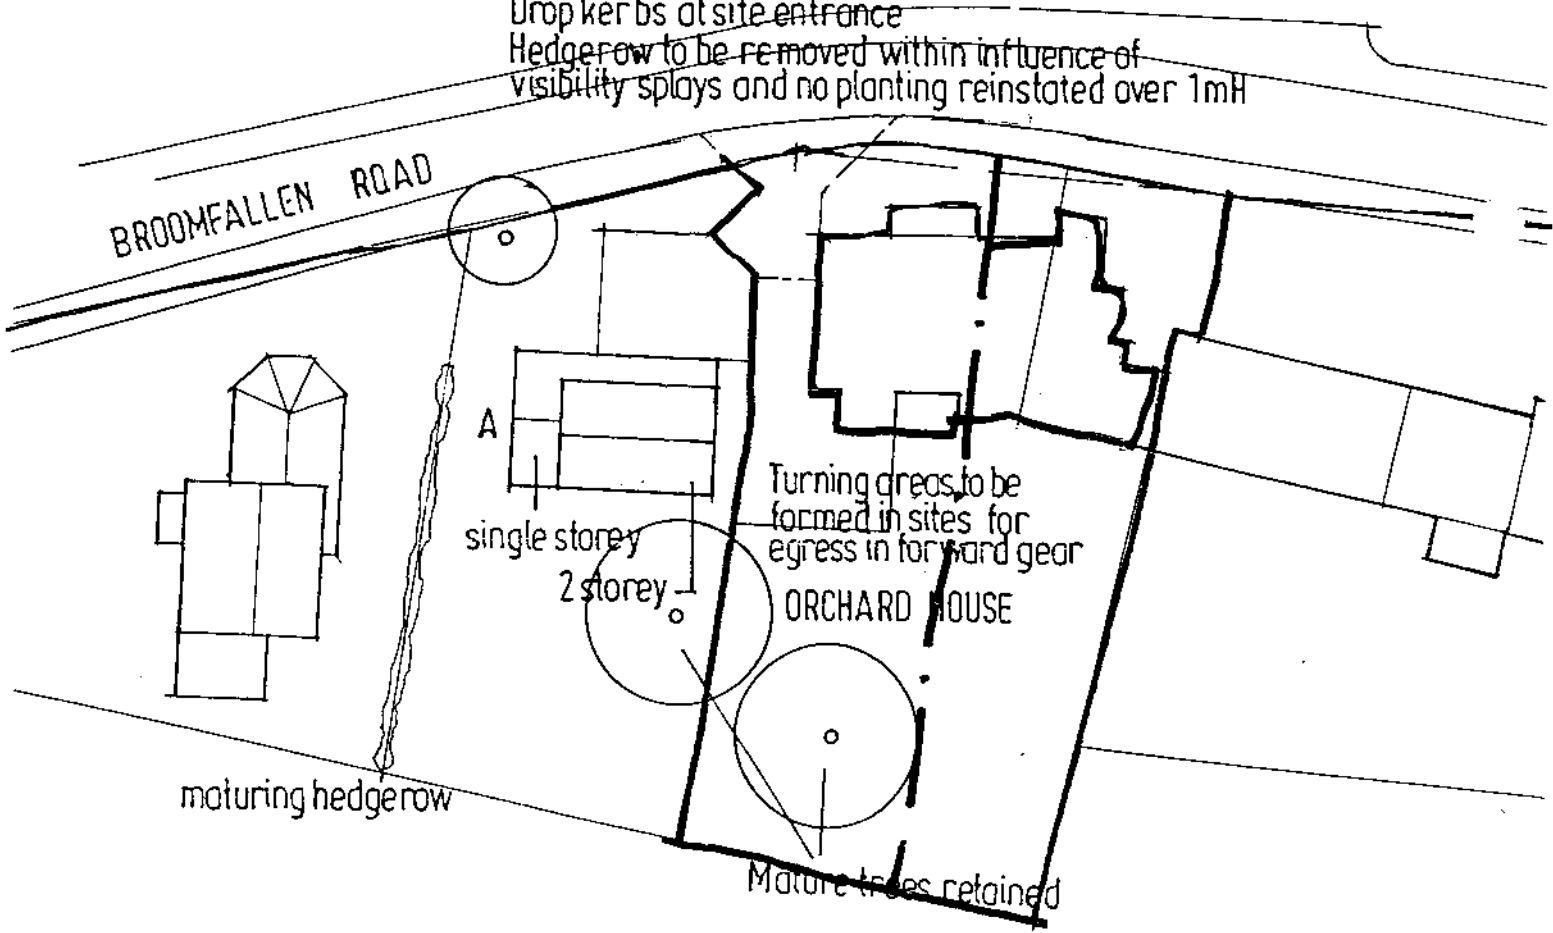 Drop kerbs at site entrance
Hedgerow to be removed within influence of
visibility splays and no planting reinstated over 1mH
BROOMFALLEN ROAD
A
single storey
2 storey
Turning areas to be
formed in sites for
egress in forward gear
ORCHARD HOUSE
maturing hedgerow
Mature trees retained